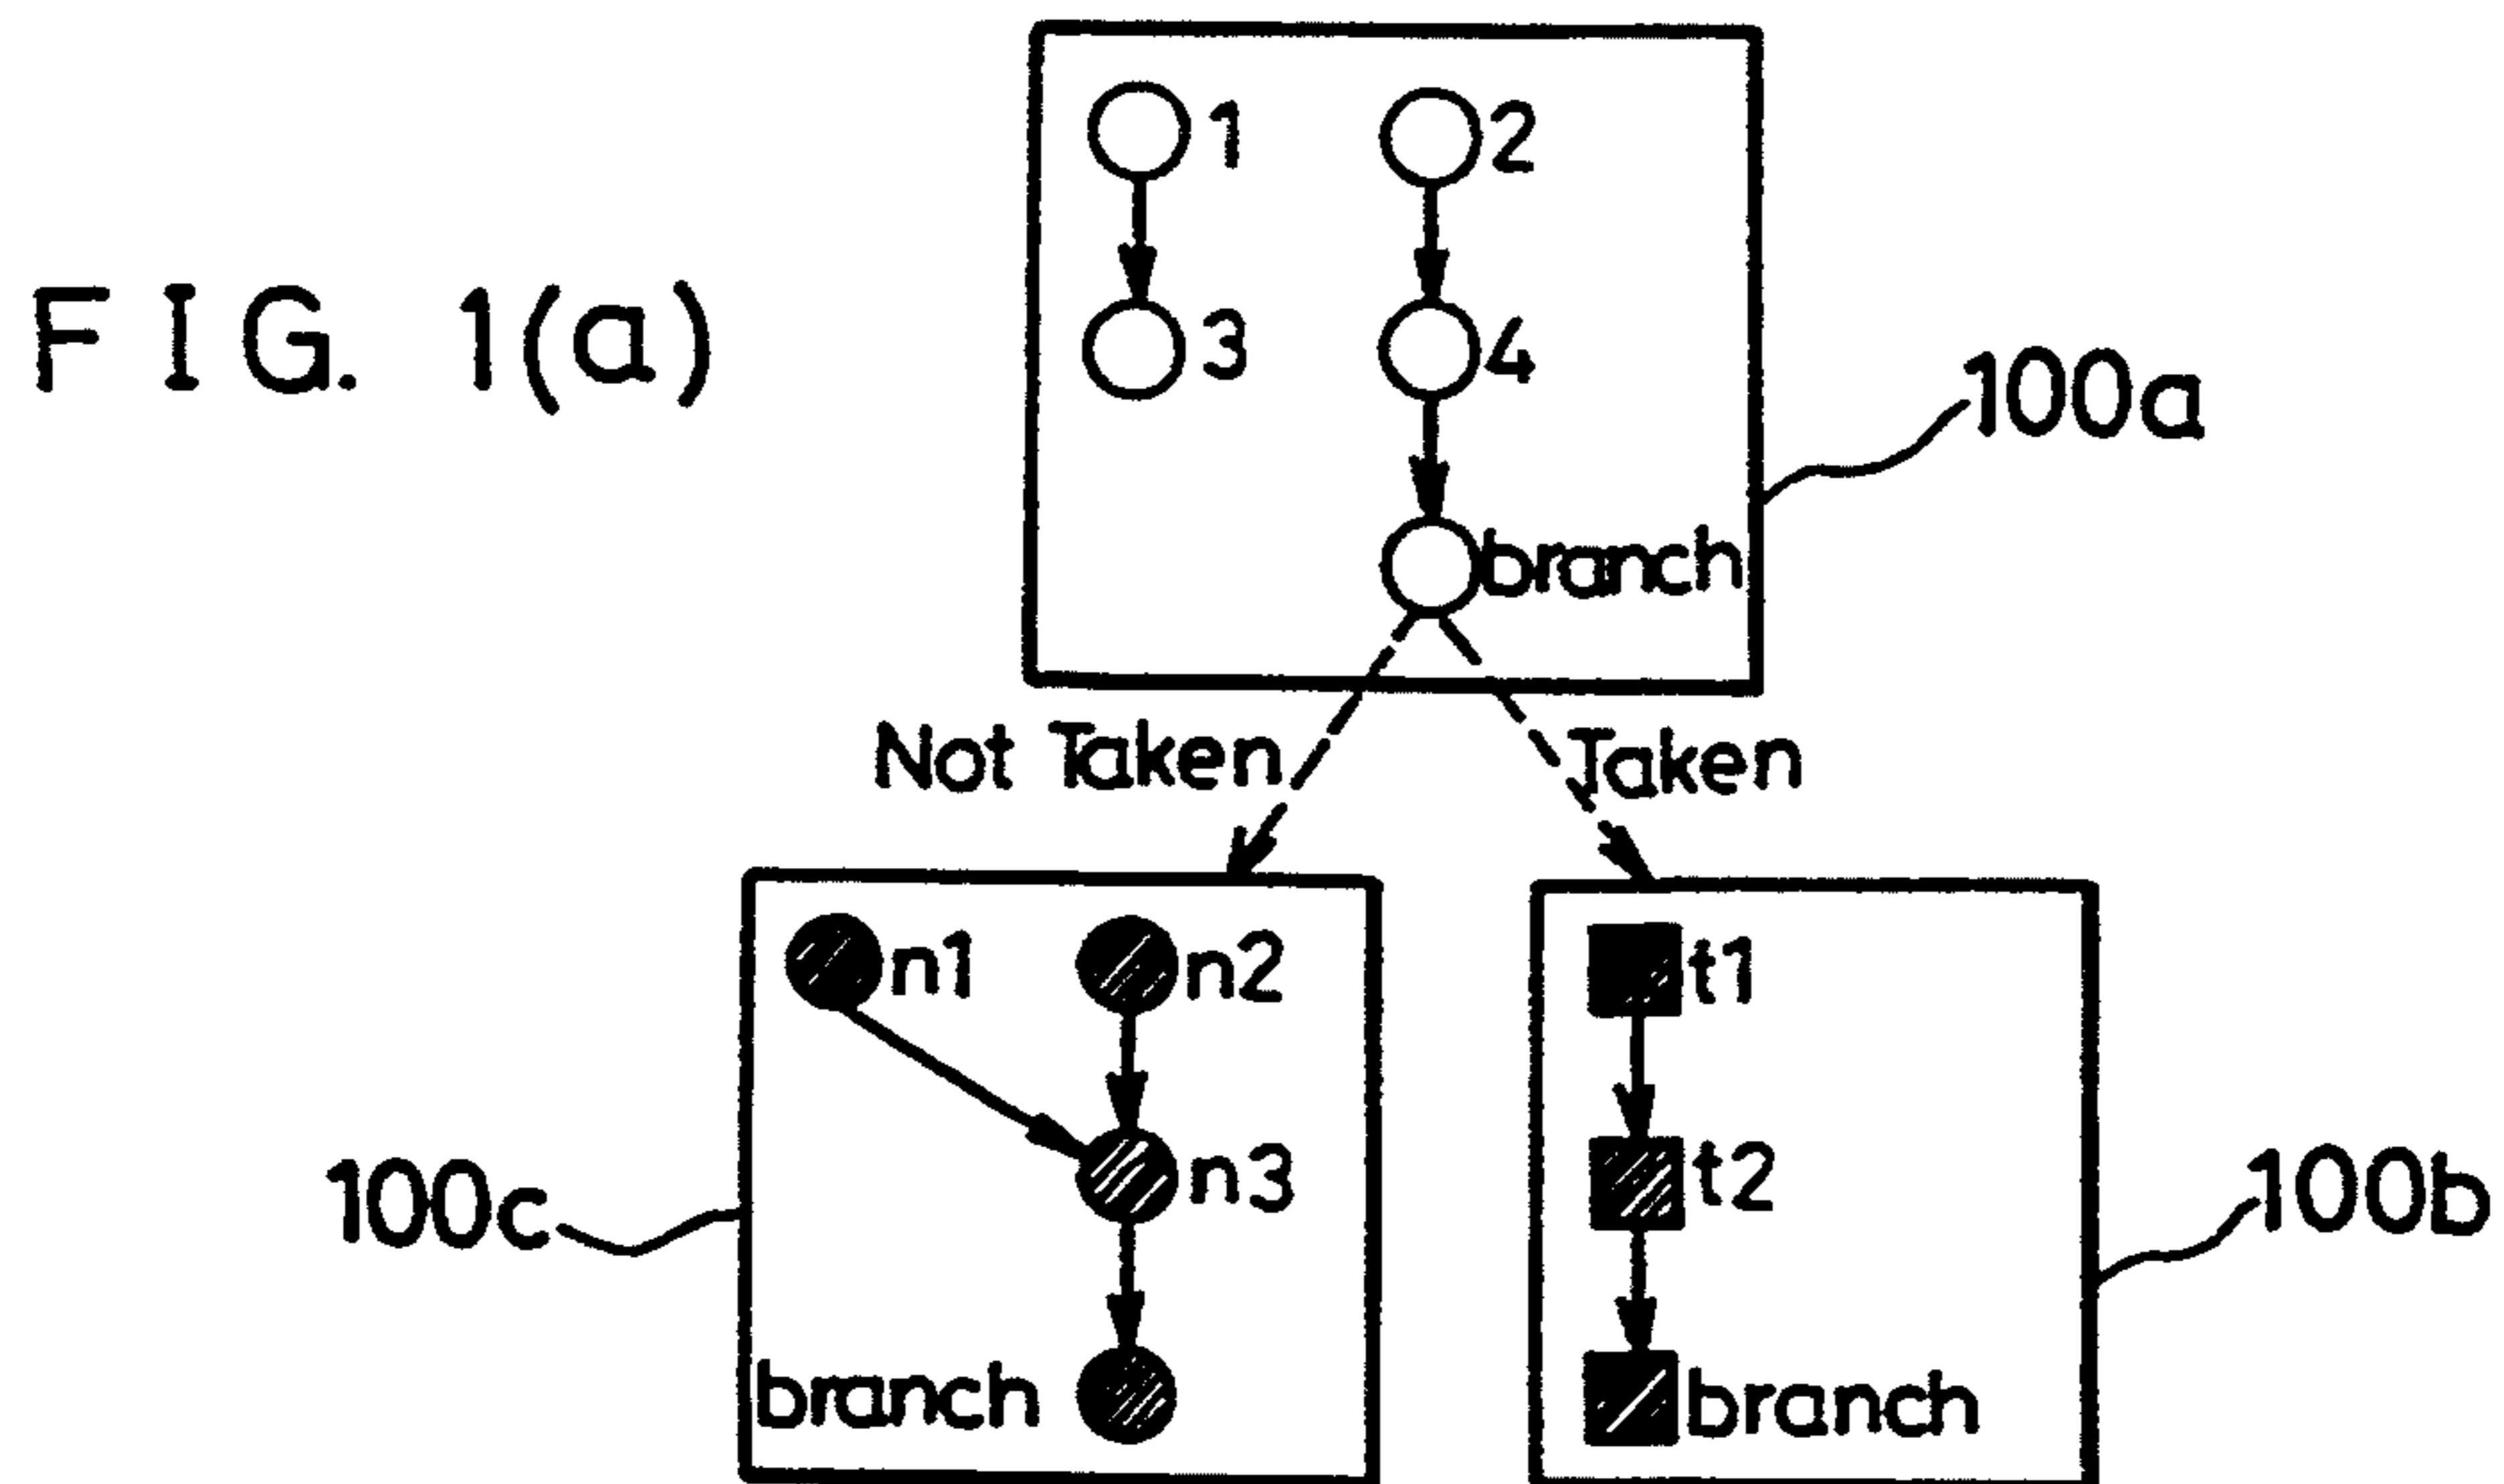 FIG. 1(a)
1 2
3 4
100a
branch
Not Taken Taken
n1 n2 t1
n3 t2
100c 100b
branch branch